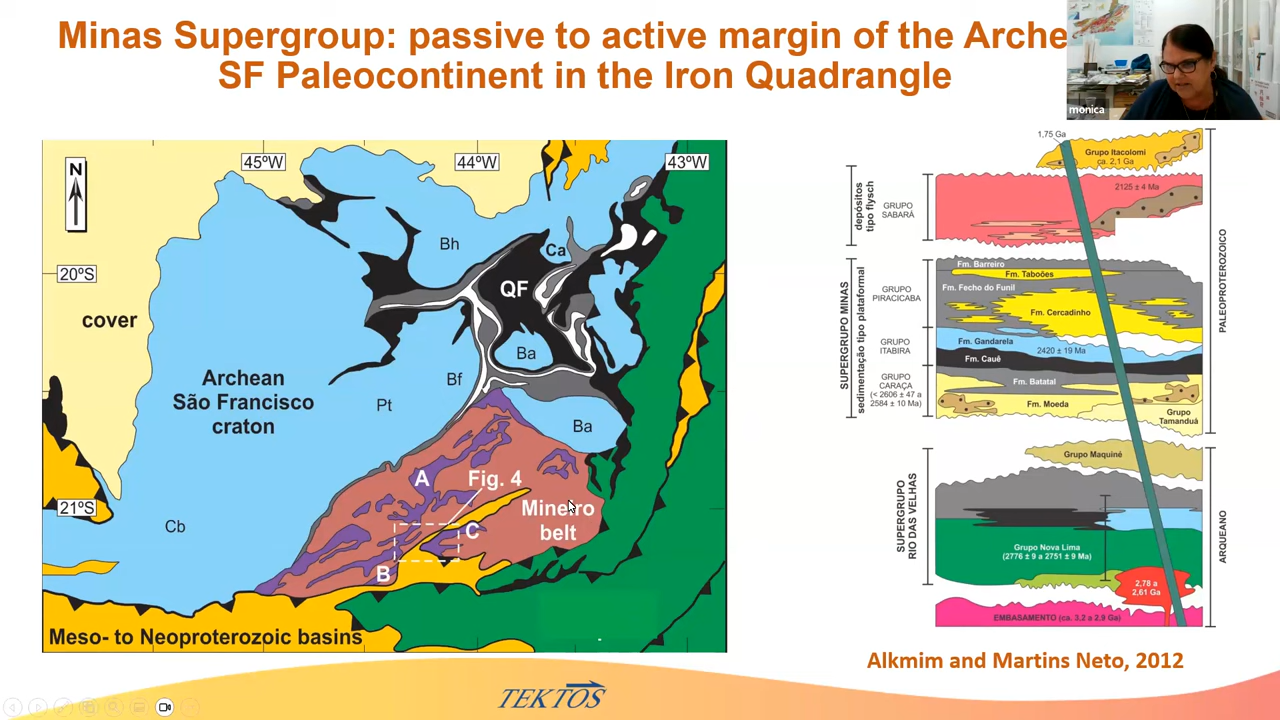 Minas Supergroup: passive to active margin of the Arche
SF Paleocontinent in the Iron Quadrangle
monica
N
45ºW
44ºW
43ºW
20ºS
21ºS
cover
Bh
Ca
QF
Ba
Bf
Archean
São Francisco
craton
Pt
Ba
A
Fig. 4
Mineiro
belt
Cb
C
B
Meso- to Neoproterozoic basins
1,75 Ga
Grupo Itacolomi
ca. 2,1 Ga
depósitos
tipo flysch
GRUPO
SABARÁ
2125 ± 4 Ma
SUPERGRUPO MINAS
sedimentação tipo plataformal
GRUPO
PIRACICABA
Fm. Barreiro
Fm. Taboões
Fm. Fecho do Funil
Fm. Cercadinho
GRUPO
ITABIRA
Fm. Gandarela
2420 ± 19 Ma
Fm. Cauê
GRUPO
CARAÇA
(< 2606 ± 47 a
2584 ± 10 Ma)
Fm. Batatal
Fm. Moeda
Grupo
Tamanduá
PALEOPROTEROZOICO
SUPERGRUPO
RIO DAS VELHAS
Grupo Maquiné
Grupo Nova Lima
(2776 ± 9 a 2751 ± 9 Ma)
2,78 a
2,61 Ga
EMBASAMENTO (ca. 3,2 a 2,9 Ga)
ARQUEANO
Alkmim and Martins Neto, 2012
TEKTOS